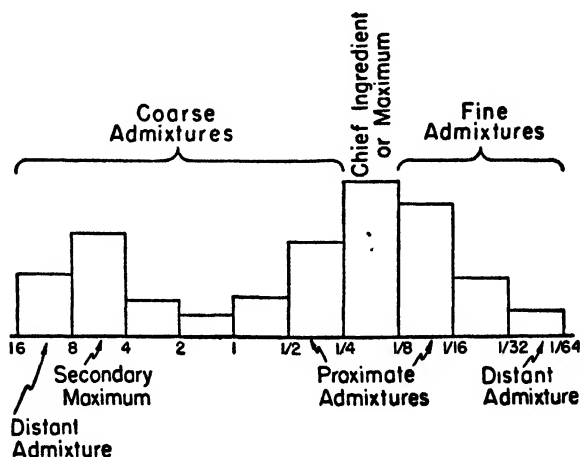 Coarse
Admixtures
Chief Ingredient
or Maximum
Fine
Admixtures
16 8 4 2 1 1/2 1/4 1/8 1/16 1/32 1/64
Secondary
Maximum
Proximate
Admixtures
Distant
Admixture
Distant
Admixture